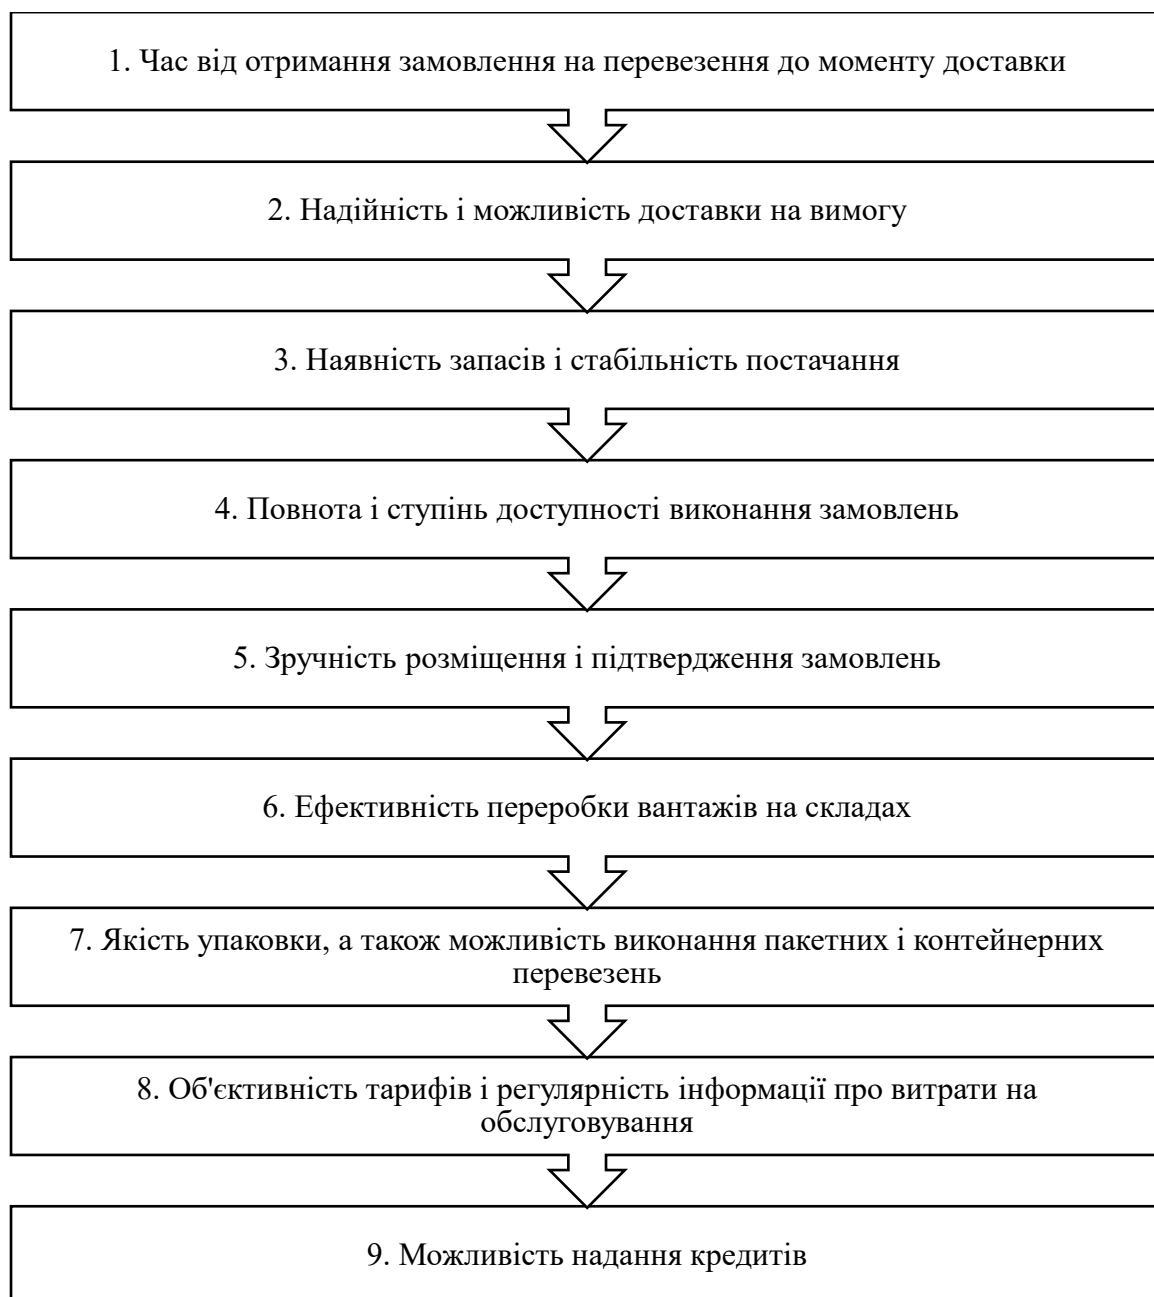 1. Час від отримання замовлення на перевезення до моменту доставки
2. Надійність і можливість доставки на вимогу
3. Наявність запасів і стабільність постачання
4. Повнота і ступінь доступності виконання замовлень
5. Зручність розміщення і підтвердження замовлень
6. Ефективність переробки вантажів на складах
7. Якість упаковки, а також можливість виконання пакетних і контейнерних
перевезень
8. Об'єктивність тарифів і регулярність інформації про витрати на
обслуговування
9. Можливість надання кредитів